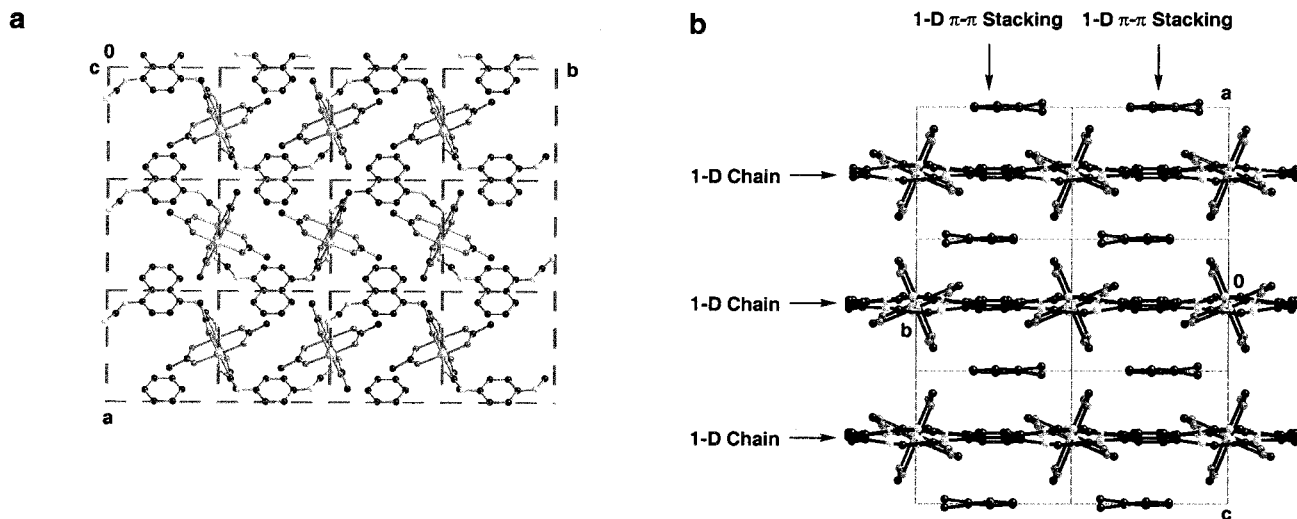 a
0
c
b
a
b
1-D π-π Stacking 1-D π-π Stacking
a
1-D Chain
0
1-D Chain
b
1-D Chain
c